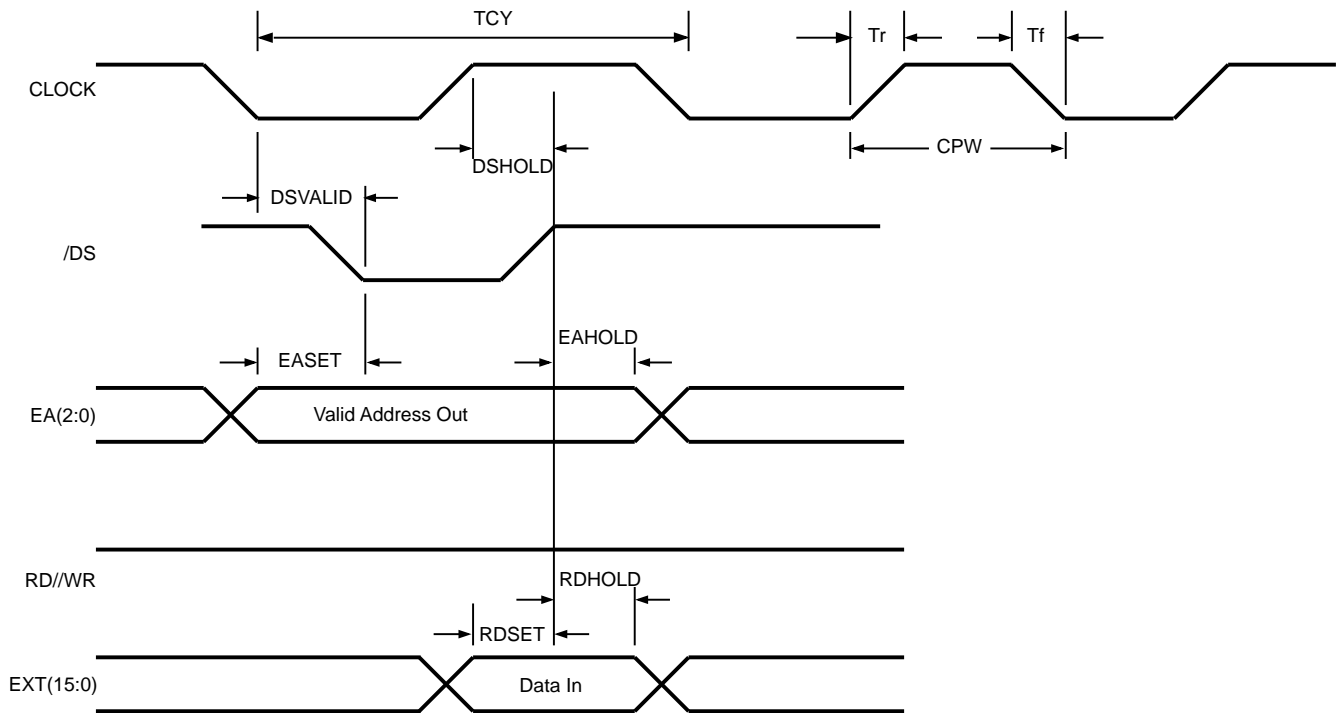 TCY
Tr
Tf
CLOCK
CPW
DSHOLD
DSVALID
/DS
EAHOLD
EASET
EA(2:0)
Valid Address Out
RD//WR
RDHOLD
RDSET
EXT(15:0)
Data In